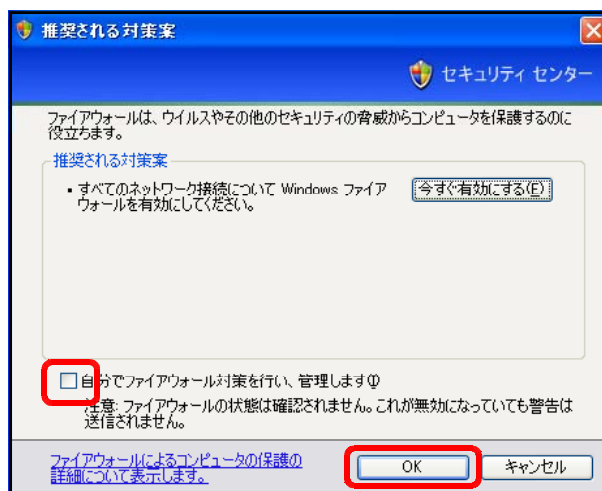 推奨される対策案
セキュリティ センター
ファイアウォールは、ウイルスやその他のセキュリティの脅威からコンピュータを保護するのに
役立ちます。
推奨される対策案
・すべてのネットワーク接続について Windows ファイア
ウォールを有効にしてください。
今すぐ有効にする(E)
自分でファイアウォール対策を行い、管理します(I)
注意: ファイアウォールの状態は確認されません。これが無効になっていても警告は
送信されません。
ファイアウォールによるコンピュータの保護の
詳細について表示します。
OK
キャンセル